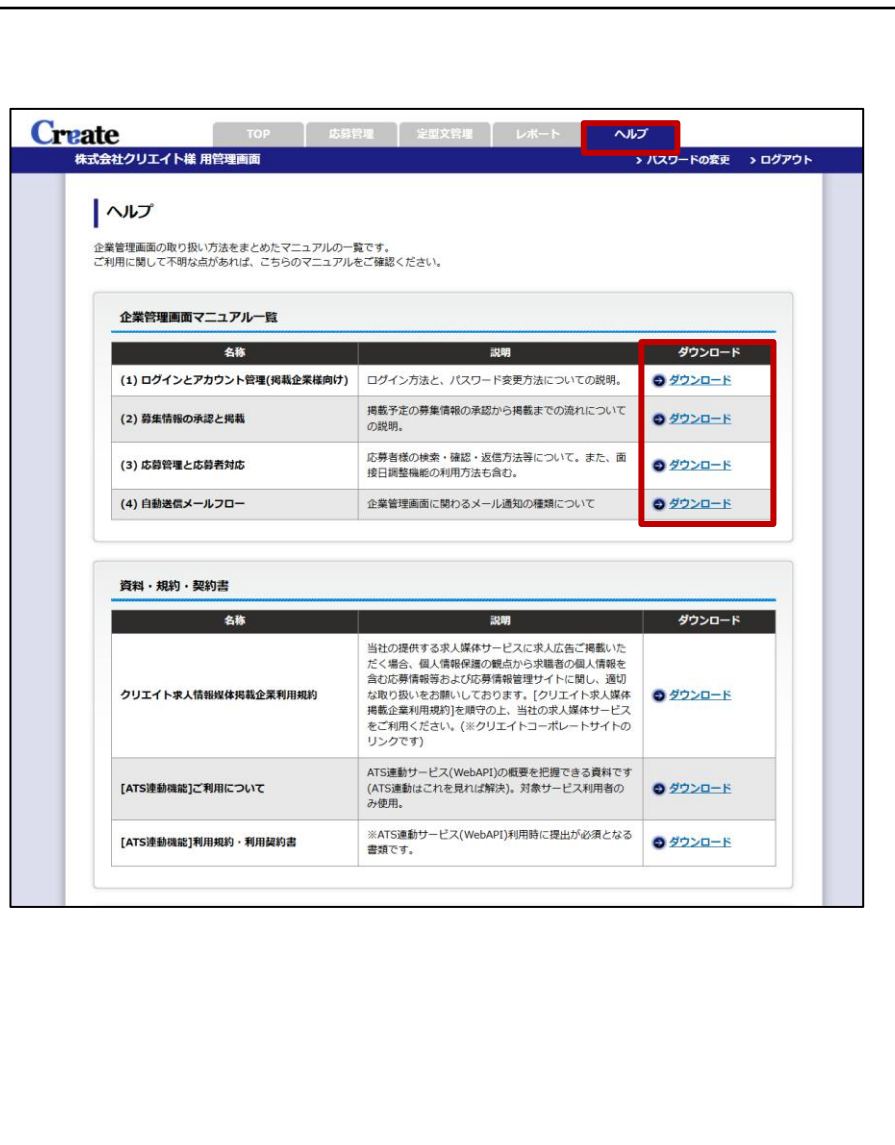 Create
TOP
応募管理
定型文管理
レポート
ヘルプ
株式会社クリエイト様 用管理画面
> パスワードの変更
> ログアウト
ヘルプ
企業管理画面の取り扱い方法をまとめたマニュアルの一覧です。
ご利用に関して不明な点があれば、こちらのマニュアルをご確認ください。
企業管理画面マニュアル一覧
名称
説明
ダウンロード
(1) ログインとアカウント管理(掲載企業様向け)
ログイン方法と、パスワード変更方法についての説明。
ダウンロード
(2) 募集情報の承認と掲載
掲載予定の募集情報の承認から掲載までの流れについて
の説明。
ダウンロード
(3) 応募管理と応募者対応
応募者様の検索・確認・返信方法等について。また、面
接日調整機能の利用方法も含む。
ダウンロード
(4) 自動送信メールフロー
企業管理画面に関わるメール通知の種類について
ダウンロード
資料・規約・契約書
名称
説明
ダウンロード
クリエイト求人情報媒体掲載企業利用規約
当社の提供する求人媒体サービスに求人広告ご掲載いた
だく場合、個人情報保護の観点から求職者の個人情報を
含む応募情報等および応募情報管理サイトに関し、適切
な取り扱いをお願いしております。[クリエイト求人媒体
掲載企業利用規約]を順守の上、当社の求人媒体サービス
をご利用ください。(※クリエイトコーポレートサイトの
リンクです)
ダウンロード
[ATS連動機能]ご利用について
ATS連動サービス(WebAPI)の概要を把握できる資料です
(ATS連動はこれを見れば解決)。対象サービス利用者の
み使用。
ダウンロード
[ATS連動機能]利用規約・利用契約書
※ATS連動サービス(WebAPI)利用時に提出が必須となる
書類です。
ダウンロード